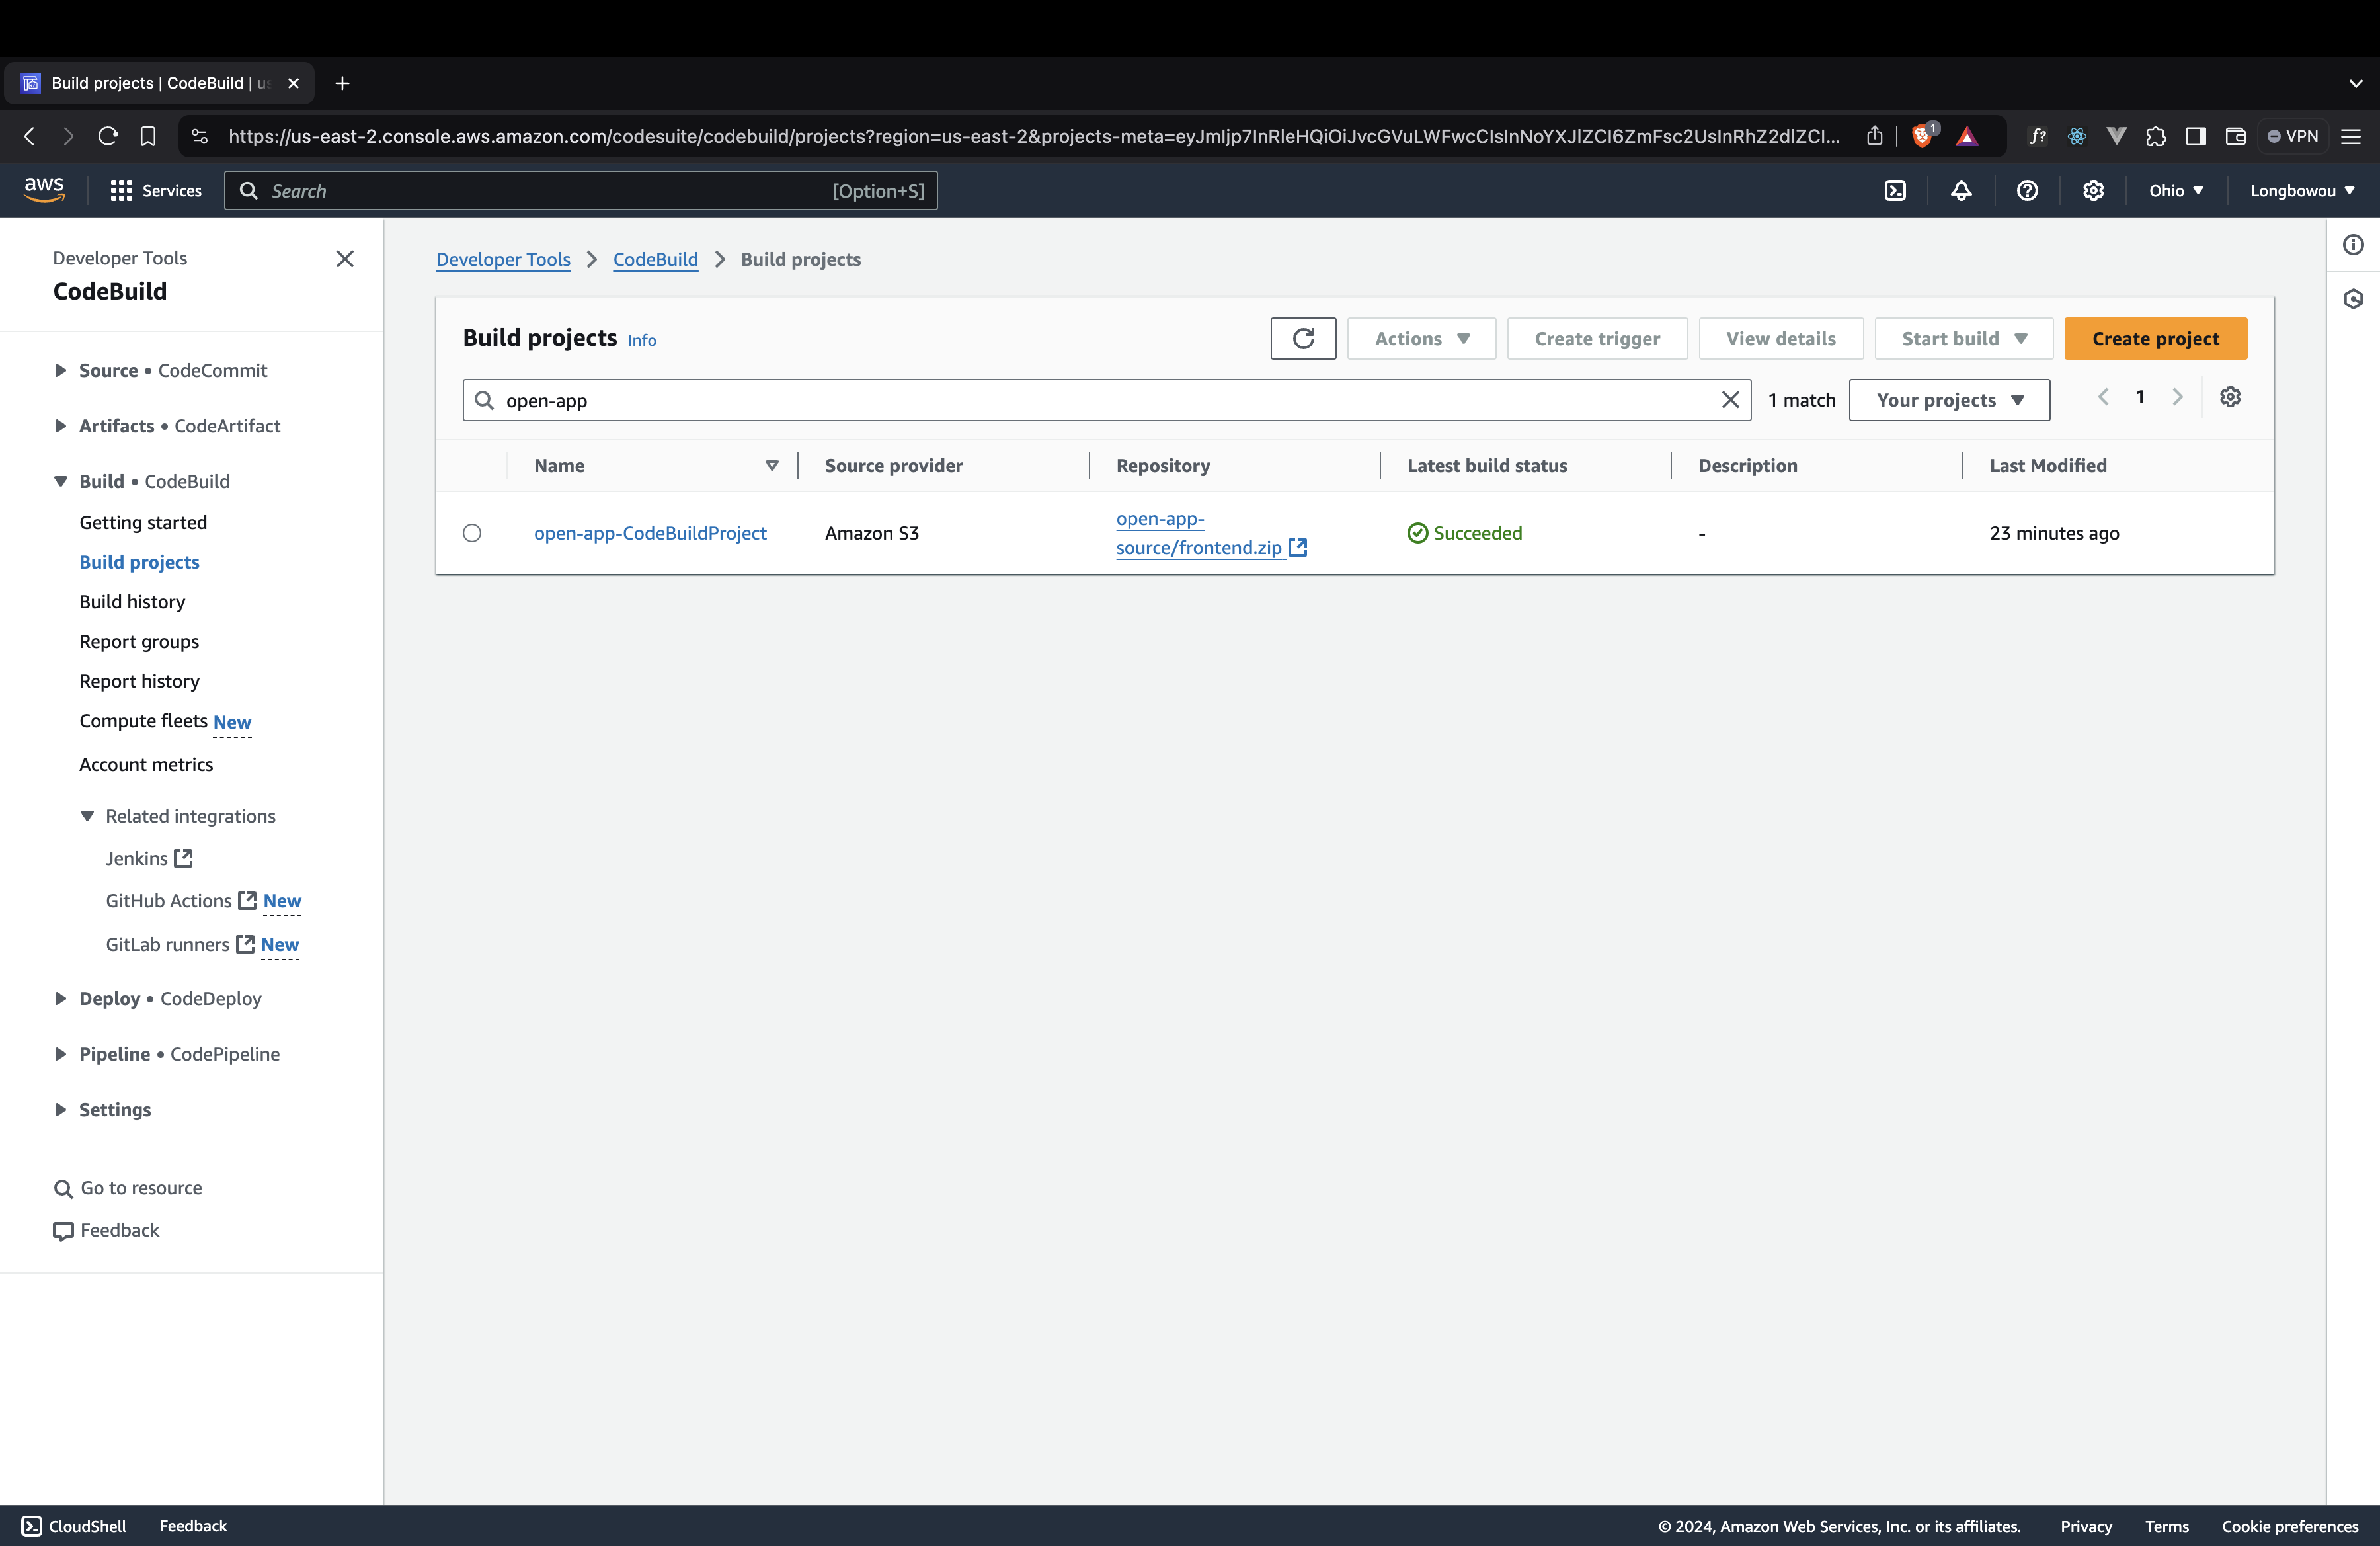 Build projects | CodeBuild | us
https://us-east-2.console.aws.amazon.com/codesuite/codebuild/projects?region=us-east-2&projects-meta=eyJmIjp7InRleHQiOiJvcGVuLWFwcCIsInNoYXJlZCI6ZmFsc2UsInRhZ2dlZCI...
1
f?
VPN
aws
Services
Search
[Option+S]
Ohio
Longbowou
Developer Tools
CodeBuild
Source • CodeCommit
Artifacts • CodeArtifact
Build • CodeBuild
Getting started
Build projects
Build history
Report groups
Report history
Compute fleets New
Account metrics
Related integrations
Jenkins
GitHub Actions New
GitLab runners New
Deploy • CodeDeploy
Pipeline • CodePipeline
Settings
Go to resource
Feedback
Developer Tools > CodeBuild > Build projects
Build projects Info
Actions
Create trigger
View details
Start build
Create project
open-app
1 match
Your projects
1
Name
Source provider
Repository
Latest build status
Description
Last Modified
open-app-CodeBuildProject
Amazon S3
open-app-
source/frontend.zip
Succeeded
-
23 minutes ago
CloudShell
Feedback
© 2024, Amazon Web Services, Inc. or its affiliates.
Privacy
Terms
Cookie preferences